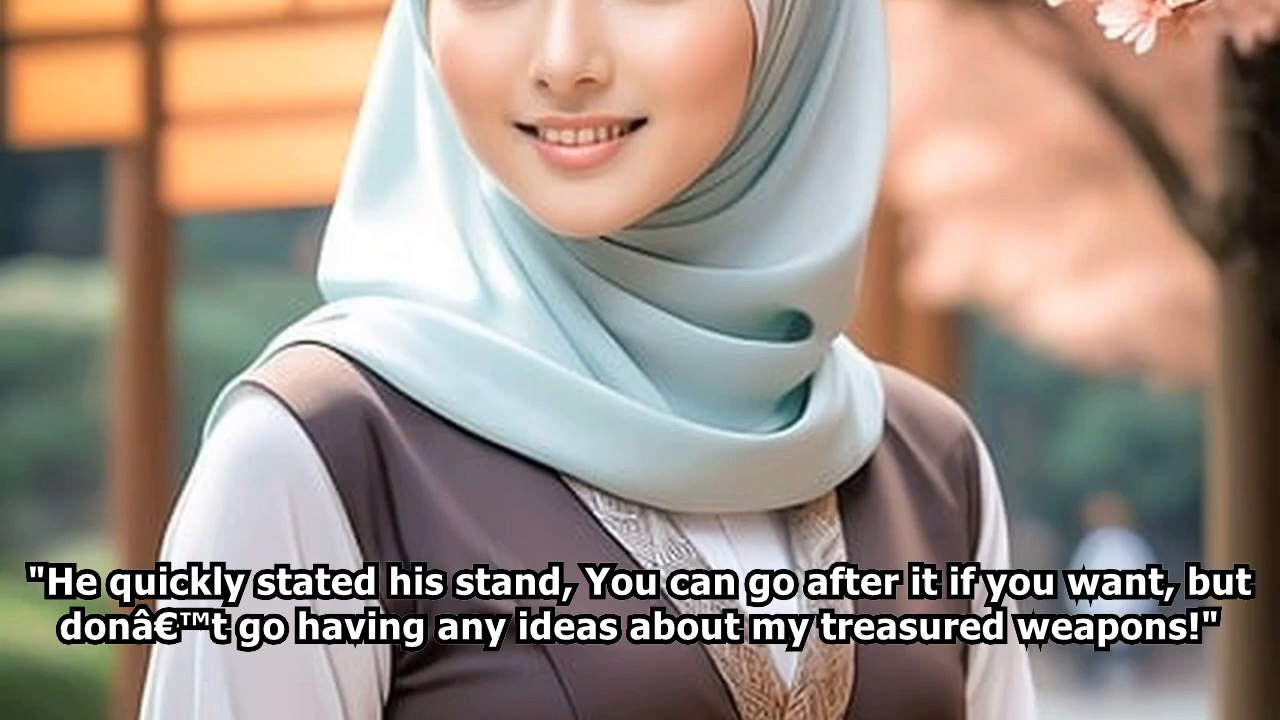 "He quickly stated his stand, You can go after it if you want, but
donâ€™t go having any ideas about my treasured weapons!"